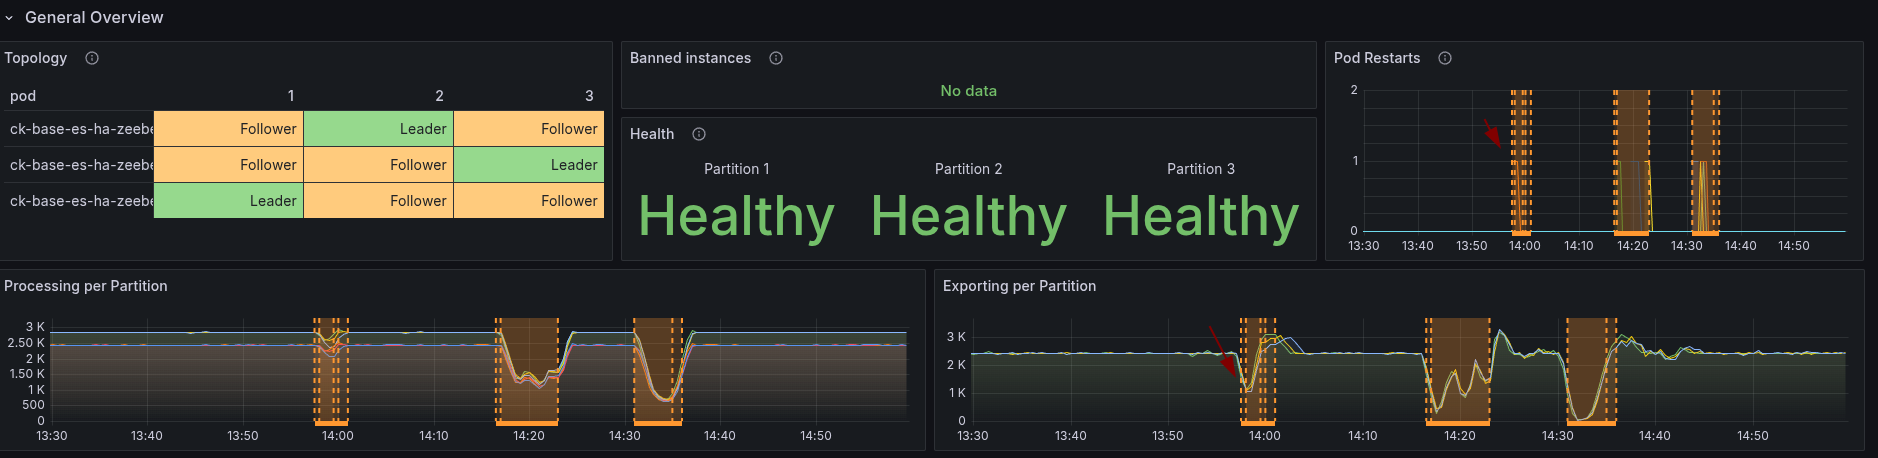 General Overview
Topology
pod 1 2 3
ck-base-es-ha-zeebe Follower Leader Follower
ck-base-es-ha-zeebe Follower Follower Leader
ck-base-es-ha-zeebe Leader Follower Follower
Banned instances
No data
Health
Partition 1 Partition 2 Partition 3
Healthy Healthy Healthy
Pod Restarts
2
1
0
13:30 13:40 13:50 14:00 14:10 14:20 14:30 14:40 14:50
Processing per Partition
3 K
2.50 K
2 K
1.50 K
1 K
500
0
13:30 13:40 13:50 14:00 14:10 14:20 14:30 14:40 14:50
Exporting per Partition
3 K
2 K
1 K
0
13:30 13:40 13:50 14:00 14:10 14:20 14:30 14:40 14:50